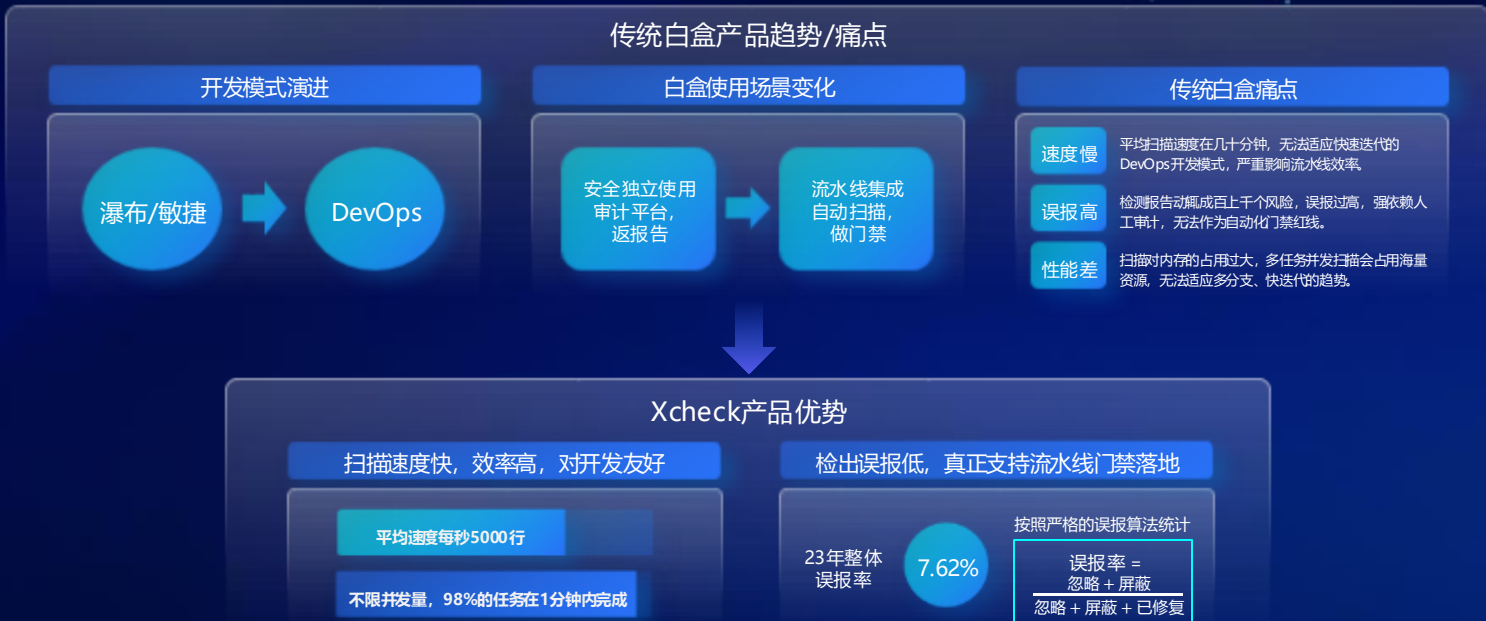 传统白盒产品趋势/痛点
开发模式演进
瀑布/敏捷
DevOps
白盒使用场景变化
安全独立使用
审计平台，
返报告
流水线集成
自动扫描，
做门禁
传统白盒痛点
速度慢
平均扫描速度在几十分钟，无法适应快速迭代的
DevOps开发模式，严重影响流水线效率。
误报高
检测报告动辄成百上千个风险，误报过高，强依赖人
工审计，无法作为自动化门禁红线。
性能差
扫描对内存的占用过大，多任务并发扫描会占用海量
资源，无法适应多分支、快迭代的趋势。
Xcheck产品优势
扫描速度快，效率高，对开发友好
平均速度每秒5000行
不限并发量，98%的任务在1分钟内完成
检出误报低，真正支持流水线门禁落地
23年整体
误报率
7.62%
按照严格的误报算法统计
误报率 =
忽略 + 屏蔽
忽略 + 屏蔽 + 已修复